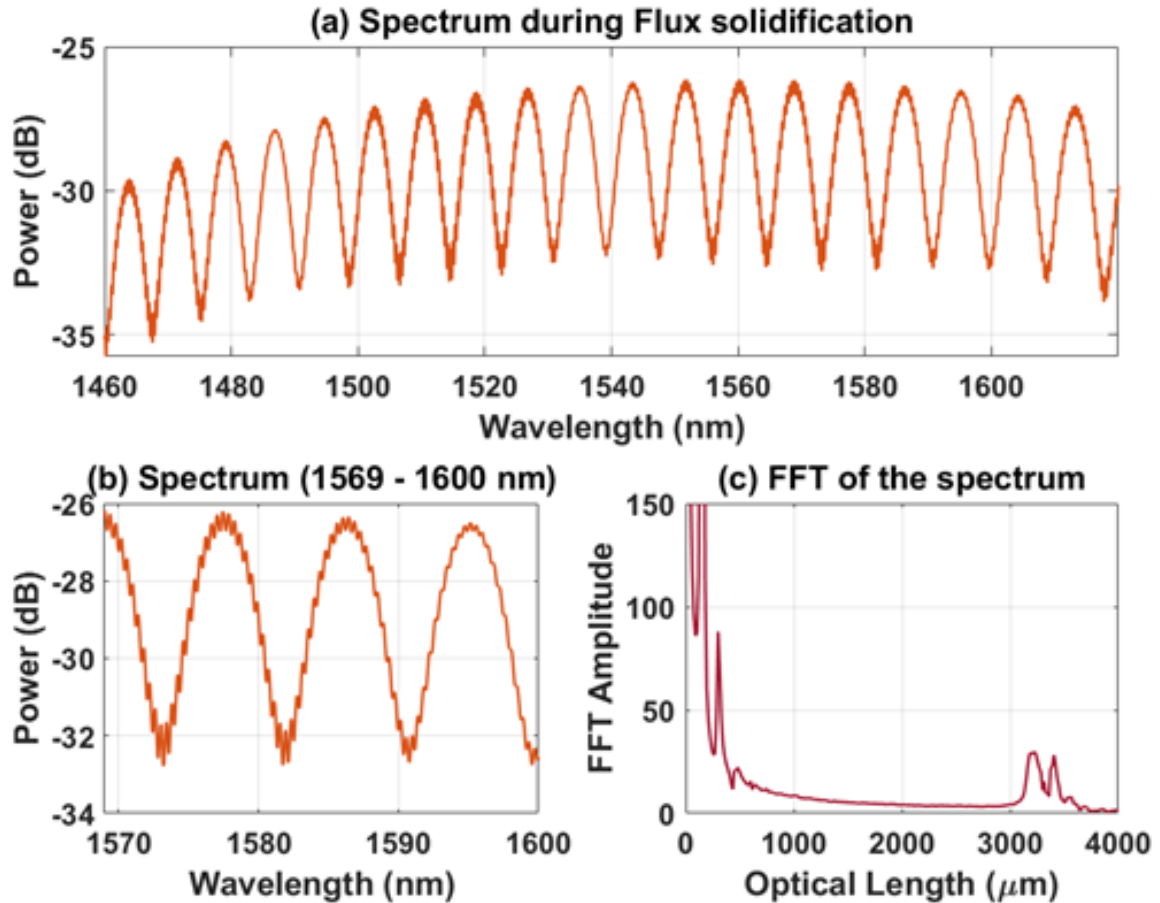 (a) Spectrum during Flux solidification
-25
-30
-35
Power (dB)
1460 1480 1500 1520 1540 1560 1580 1600
Wavelength (nm)
(b) Spectrum (1569 - 1600 nm)
-26
-28
-30
-32
-34
Power (dB)
1570 1580 1590 1600
Wavelength (nm)
(c) FFT of the spectrum
150
100
50
0
FFT Amplitude
0 1000 2000 3000 4000
Optical Length (μm)